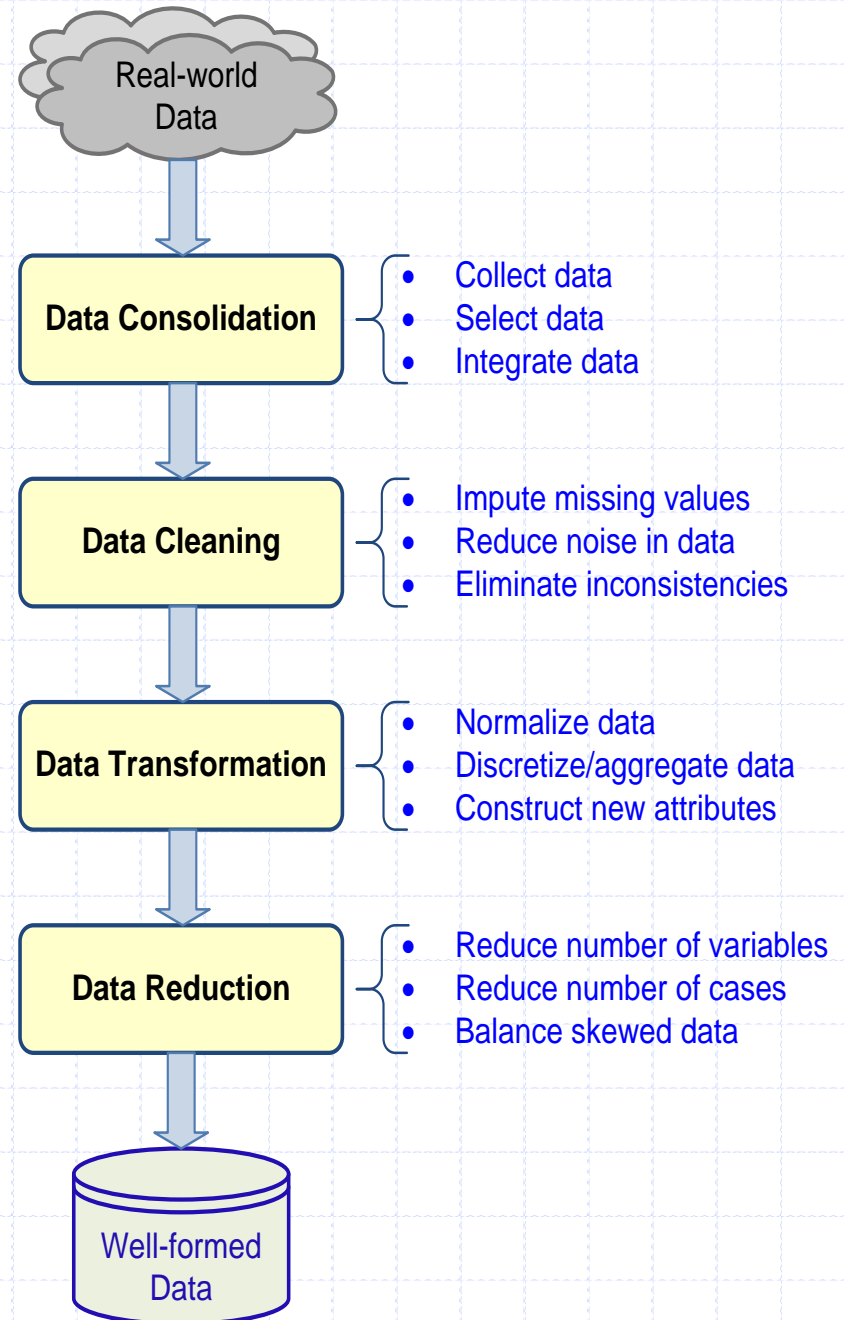 Real-world
Data
Data Consolidation
• Collect data
• Select data
• Integrate data
Data Cleaning
• Impute missing values
• Reduce noise in data
• Eliminate inconsistencies
Data Transformation
• Normalize data
• Discretize/aggregate data
• Construct new attributes
Data Reduction
• Reduce number of variables
• Reduce number of cases
• Balance skewed data
Well-formed
Data